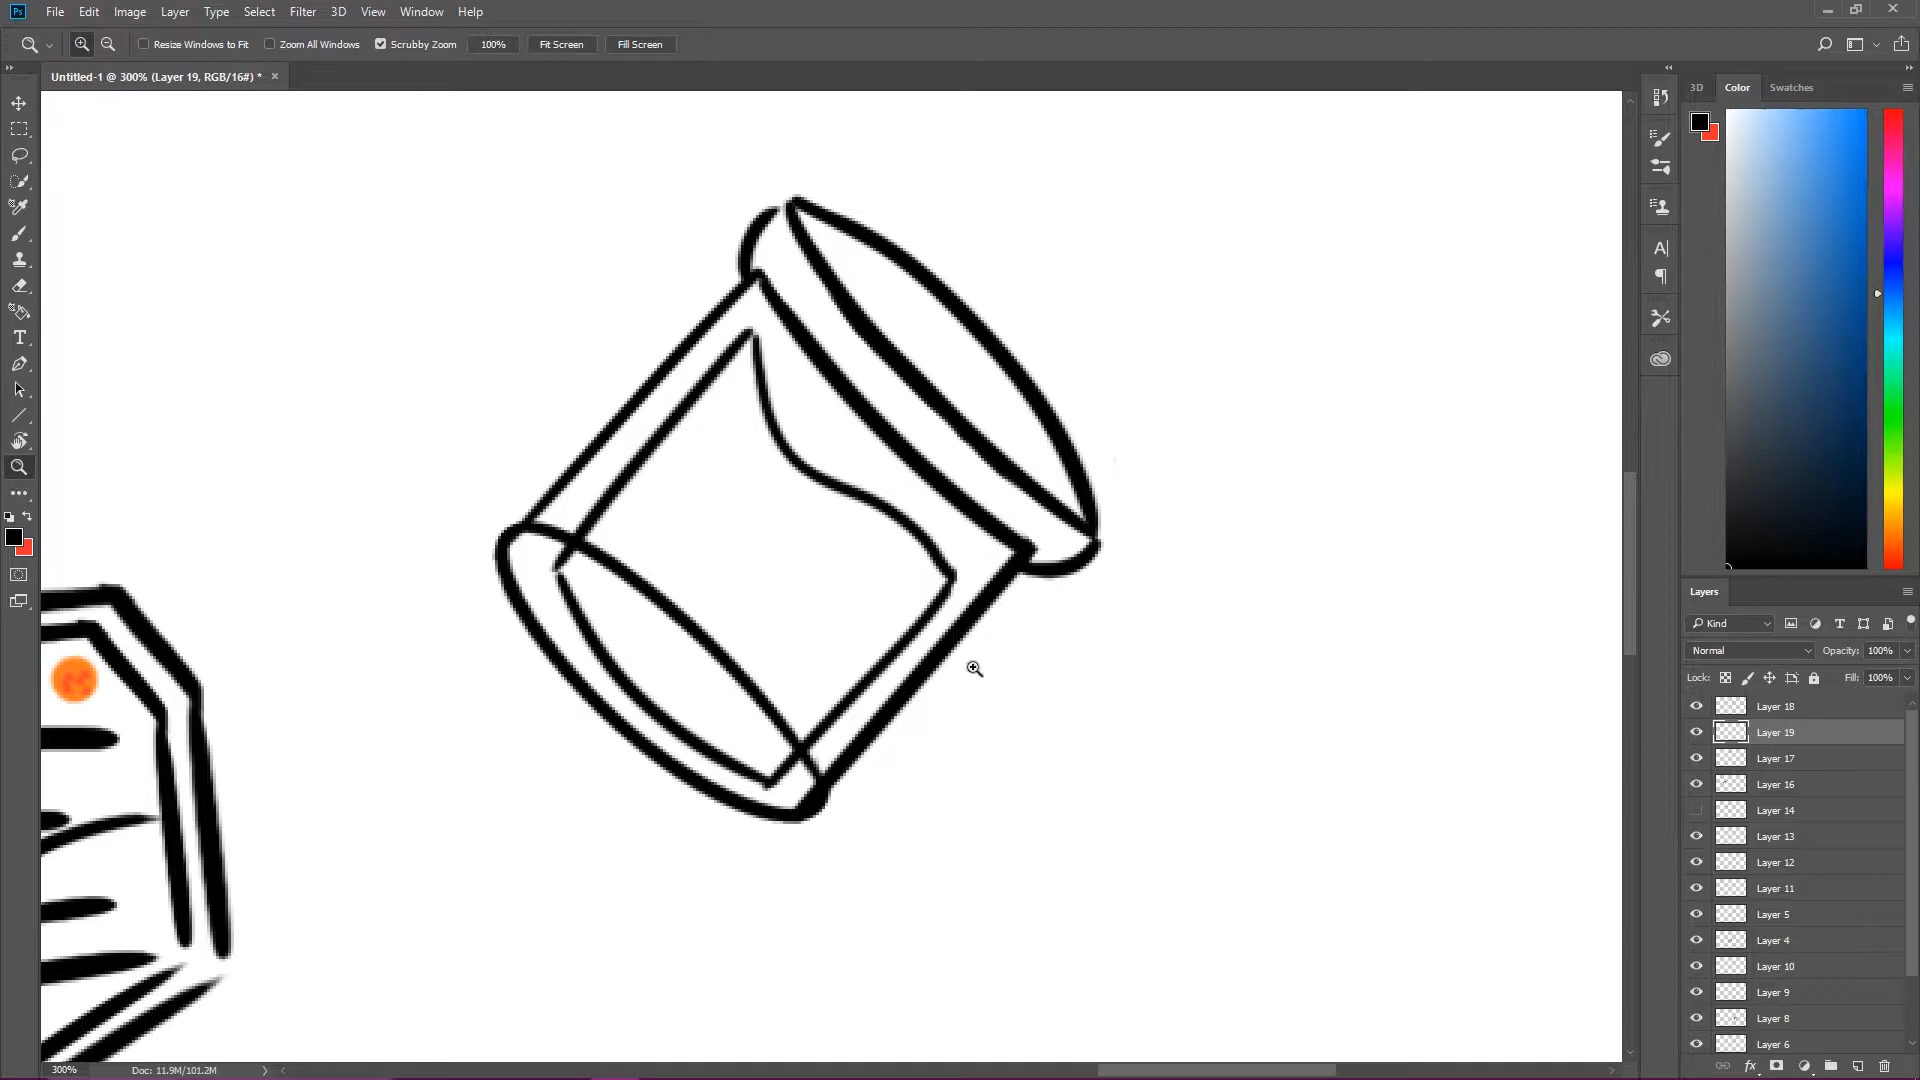 Ps File Edit Image Layer Type Select Filter 3D View Window Help
Resize Windows to Fit Zoom All Windows Scrubby Zoom 100% Fit Screen Fill Screen
Untitled-1 @ 300% (Layer 19, RGB/16#) *
3D Color Swatches
Layers
Kind
Normal Opacity: 100%
Lock: Fill: 100%
Layer 18
Layer 19
Layer 17
Layer 16
Layer 14
Layer 13
Layer 12
Layer 11
Layer 5
Layer 4
Layer 10
Layer 9
Layer 8
Layer 6
300% Doc: 11.9M/101.2M